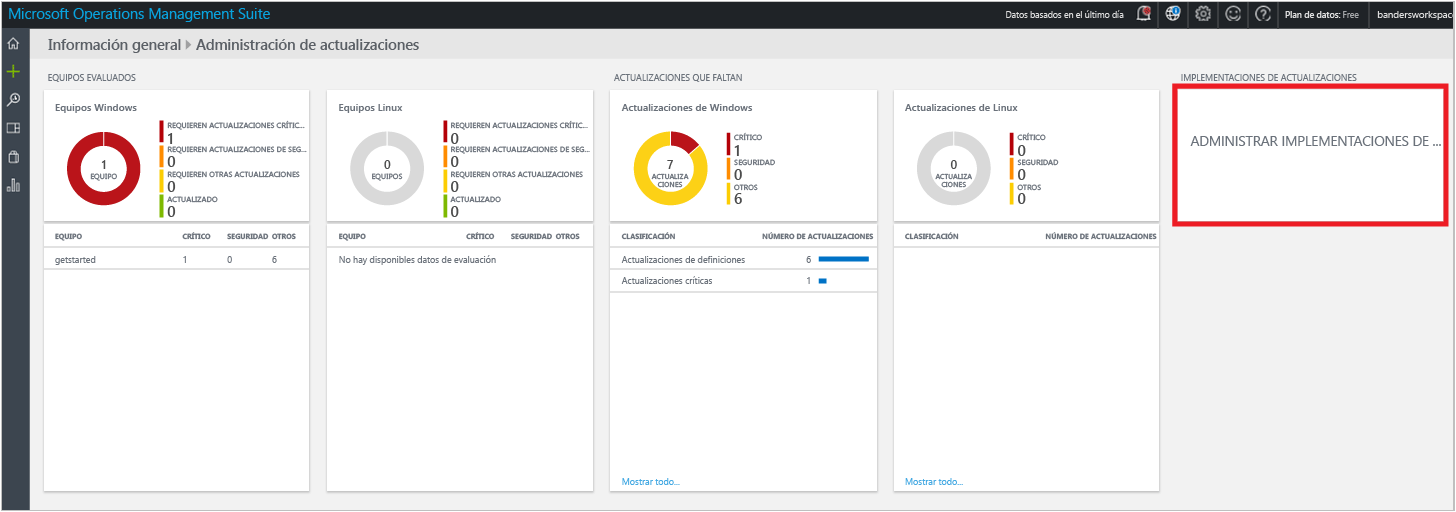 Microsoft Operations Management Suite
Datos basados en el último día
Plan de datos: Free
bandersworkspac
Información general
Administración de actualizaciones
EQUIPOS EVALUADOS
Equipos Windows
1
EQUIPO
REQUIEREN ACTUALIZACIONES CRÍTIC...
1
REQUIEREN ACTUALIZACIONES DE SEG...
0
REQUIEREN OTRAS ACTUALIZACIONES
0
ACTUALIZADO
0
EQUIPO CRÍTICO SEGURIDAD OTROS
getstarted 1 0 6
Equipos Linux
0
EQUIPOS
REQUIEREN ACTUALIZACIONES CRÍTIC...
0
REQUIEREN ACTUALIZACIONES DE SEG...
0
REQUIEREN OTRAS ACTUALIZACIONES
0
ACTUALIZADO
0
EQUIPO CRÍTICO SEGURIDAD OTROS
No hay disponibles datos de evaluación
ACTUALIZACIONES QUE FALTAN
Actualizaciones de Windows
7
ACTUALIZA
CIONES
CRÍTICO
1
SEGURIDAD
0
OTROS
6
CLASIFICACIÓN NÚMERO DE ACTUALIZACIONES
Actualizaciones de definiciones 6
Actualizaciones críticas 1
Mostrar todo...
Actualizaciones de Linux
0
ACTUALIZA
CIONES
CRÍTICO
0
SEGURIDAD
0
OTROS
0
CLASIFICACIÓN NÚMERO DE ACTUALIZACIONES
Mostrar todo...
IMPLEMENTACIONES DE ACTUALIZACIONES
ADMINISTRAR IMPLEMENTACIONES DE ...